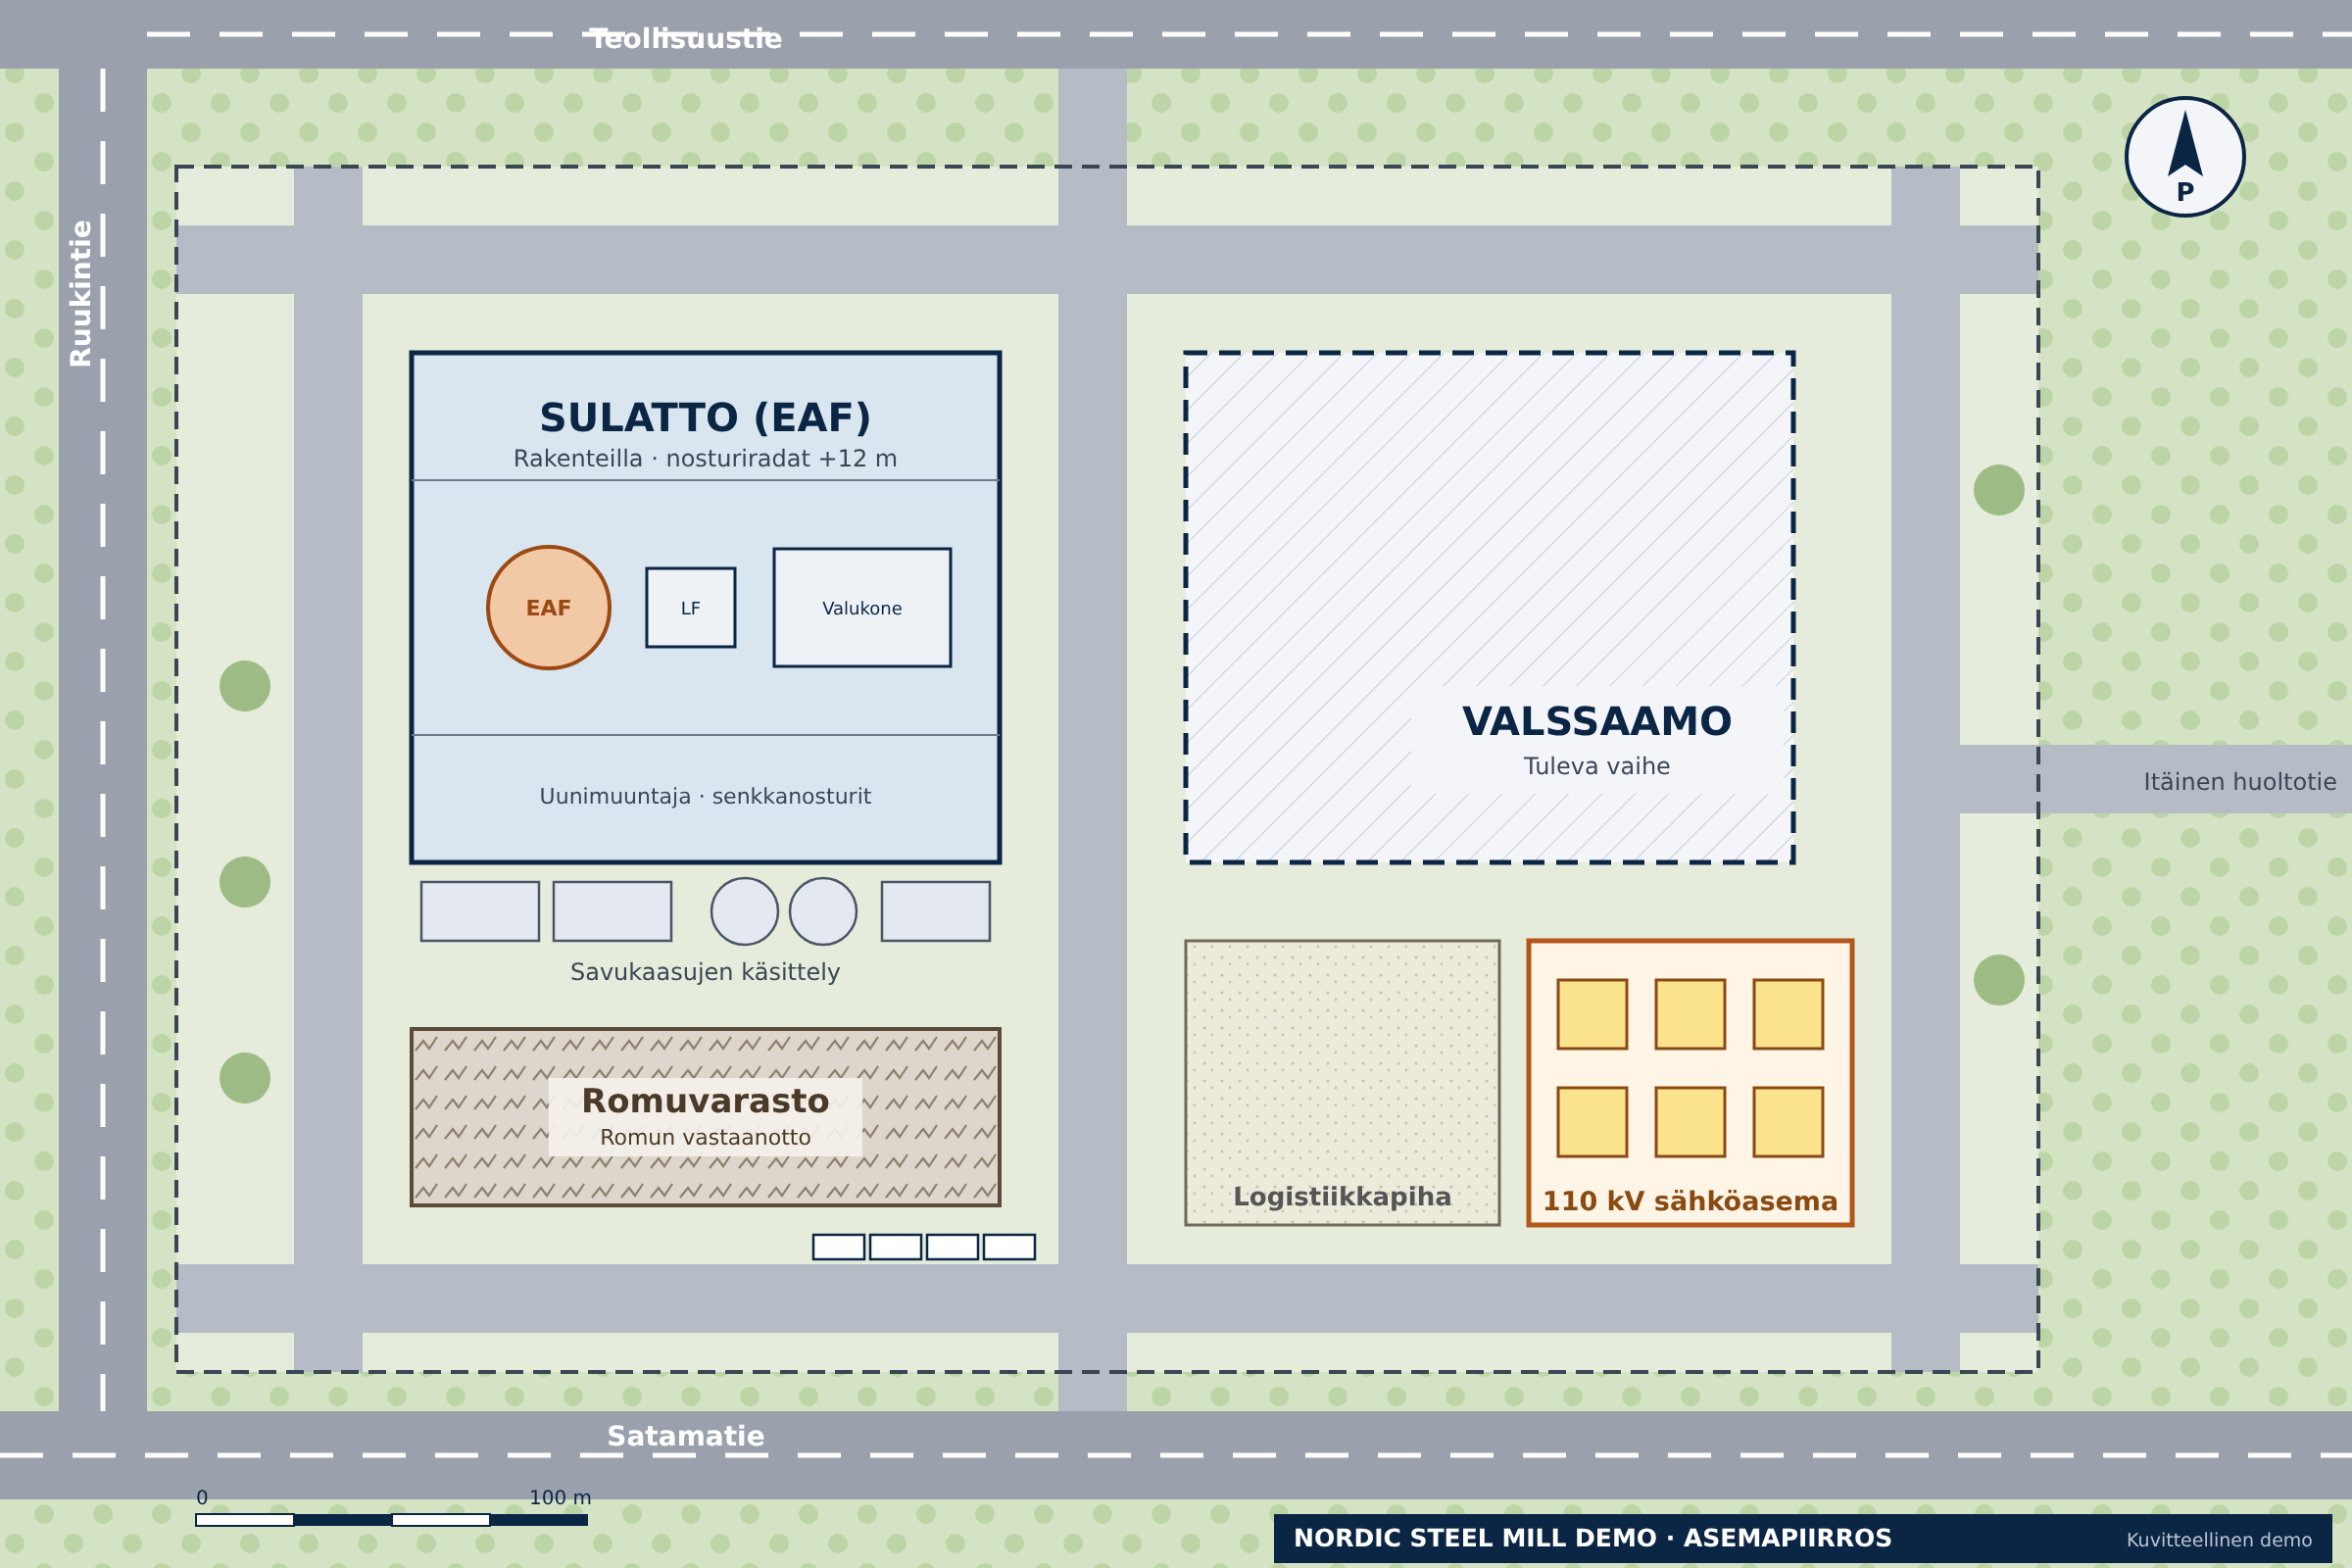 Teollisuustie
Ruukintie
P
SULATTO (EAF)
Rakenteilla · nosturiradat +12 m
EAF
LF
Valukone
Uunimuuntaja · senkkanosturit
VALSSAAMO
Tuleva vaihe
Itäinen huoltotie
Savukaasujen käsittely
Romuvarasto
Romun vastaanotto
Logistiikkapiha
110 kV sähköasema
Satamatie
0
100 m
NORDIC STEEL MILL DEMO · ASEMAPIIRROS
Kuvitteellinen demo